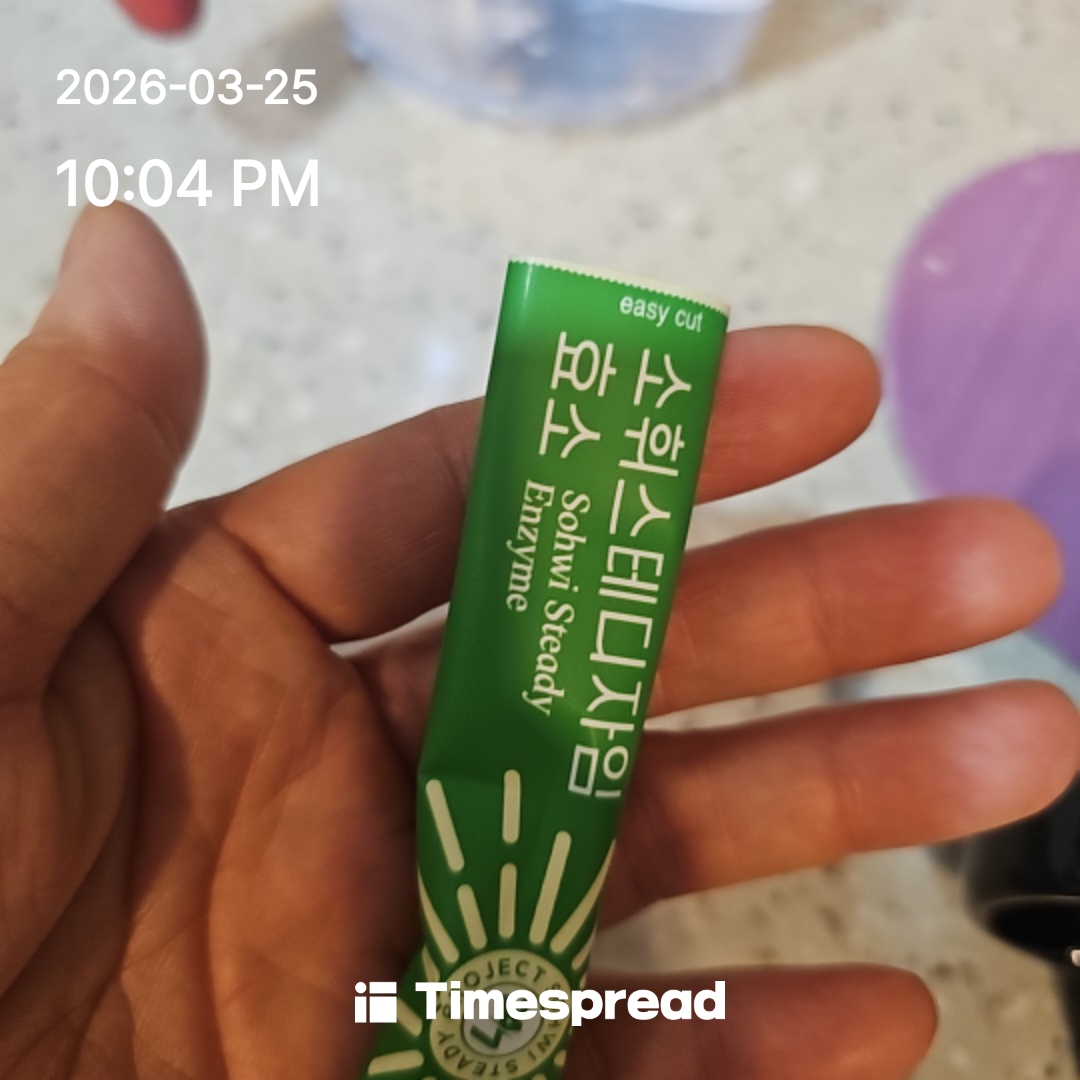 2026-03-25
10:04 PM
easy cut
소휘스테디자임
효소
Sohwi Steady
Enzyme
Timespread